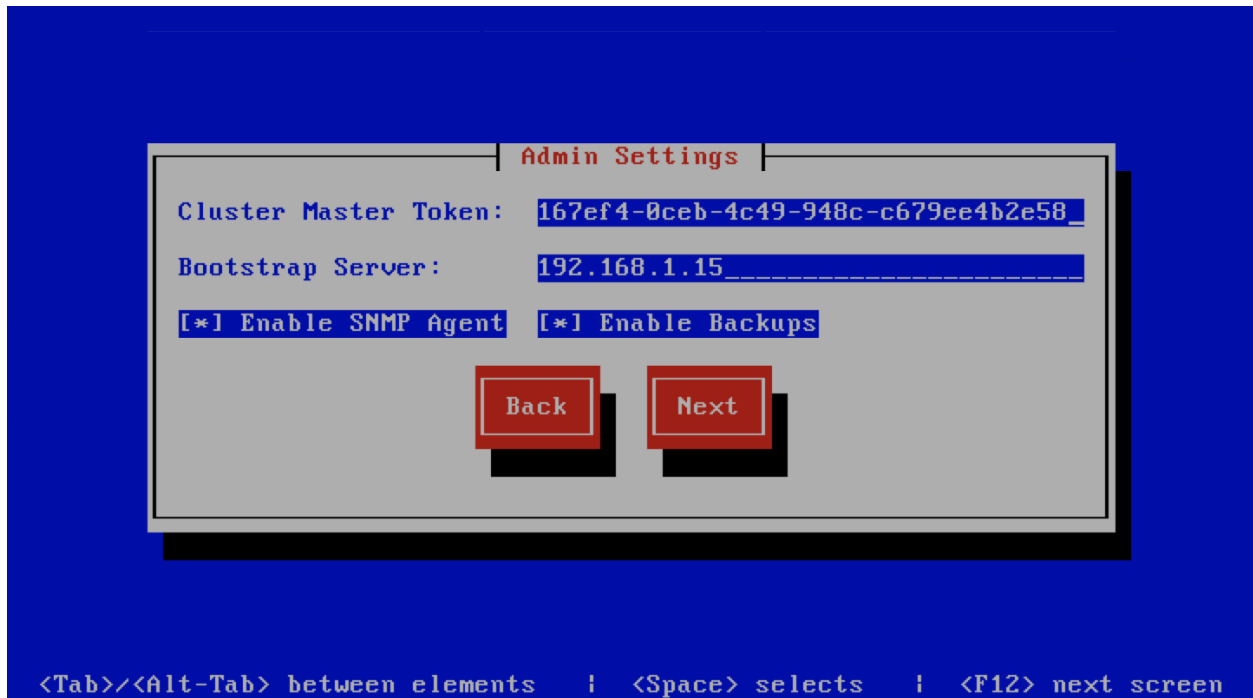 Admin Settings
Cluster Master Token: 167ef4-0ceb-4c49-948c-c679ee4b2e58_
Bootstrap Server: 192.168.1.15_______________________
[*] Enable SNMP Agent [*] Enable Backups
Back Next
<Tab>/<Alt-Tab> between elements | <Space> selects | <F12> next screen